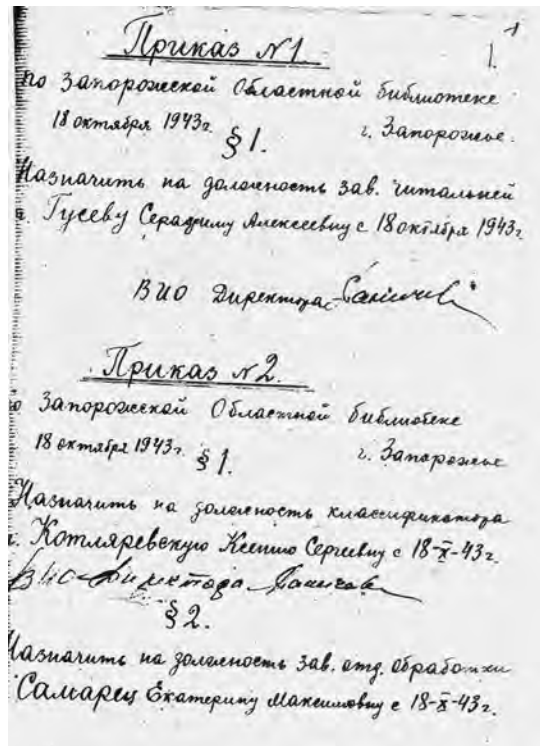 Приказ №1.
1.
по Запорожской Областной библиотеке
18 октября 1943г. г. Запорожье.
§1.
Назначить на должность зав. читальней
т. Гусеву Серафиму Алексеевну с 18 октября 1943г.
ВИО Директора
Приказ №2.
по Запорожской Областной библиотеке
18 октября 1943г. г. Запорожье
§1.
Назначить на должность классификатора
т. Котляревскую Ксению Сергеевну с 18-X-43г.
ВИО Директора
§2.
Назначить на должность зав. отд. обработки
Самарец Екатерину Максимовну с 18-X-43г.